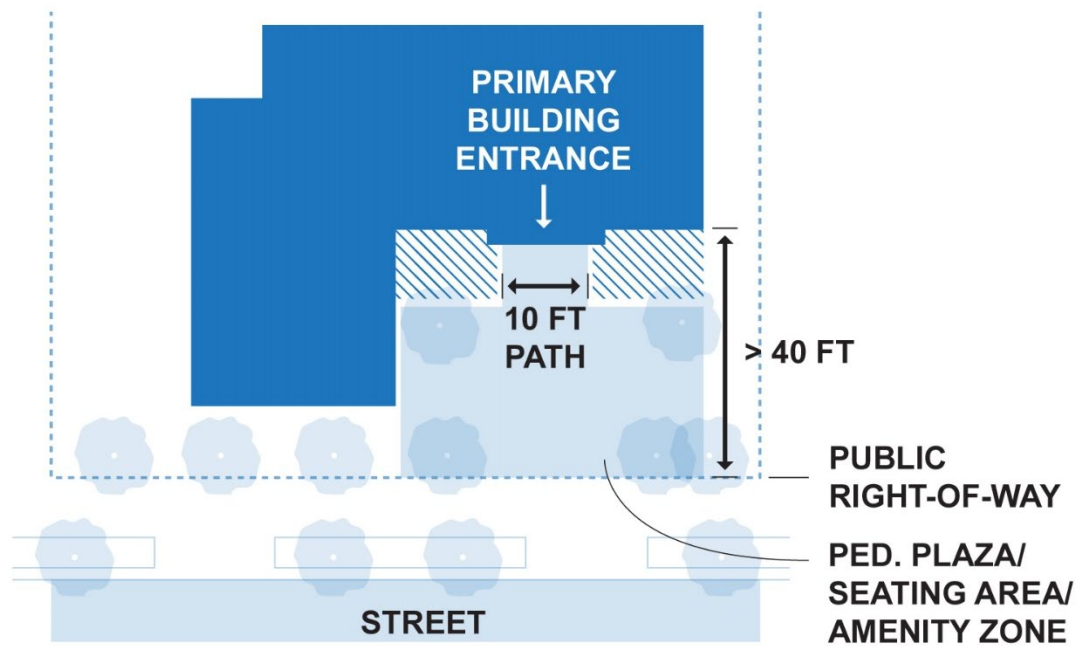 PRIMARY
BUILDING
ENTRANCE
10 FT
PATH
> 40 FT
PUBLIC
RIGHT-OF-WAY
PED. PLAZA/
SEATING AREA/
AMENITY ZONE
STREET